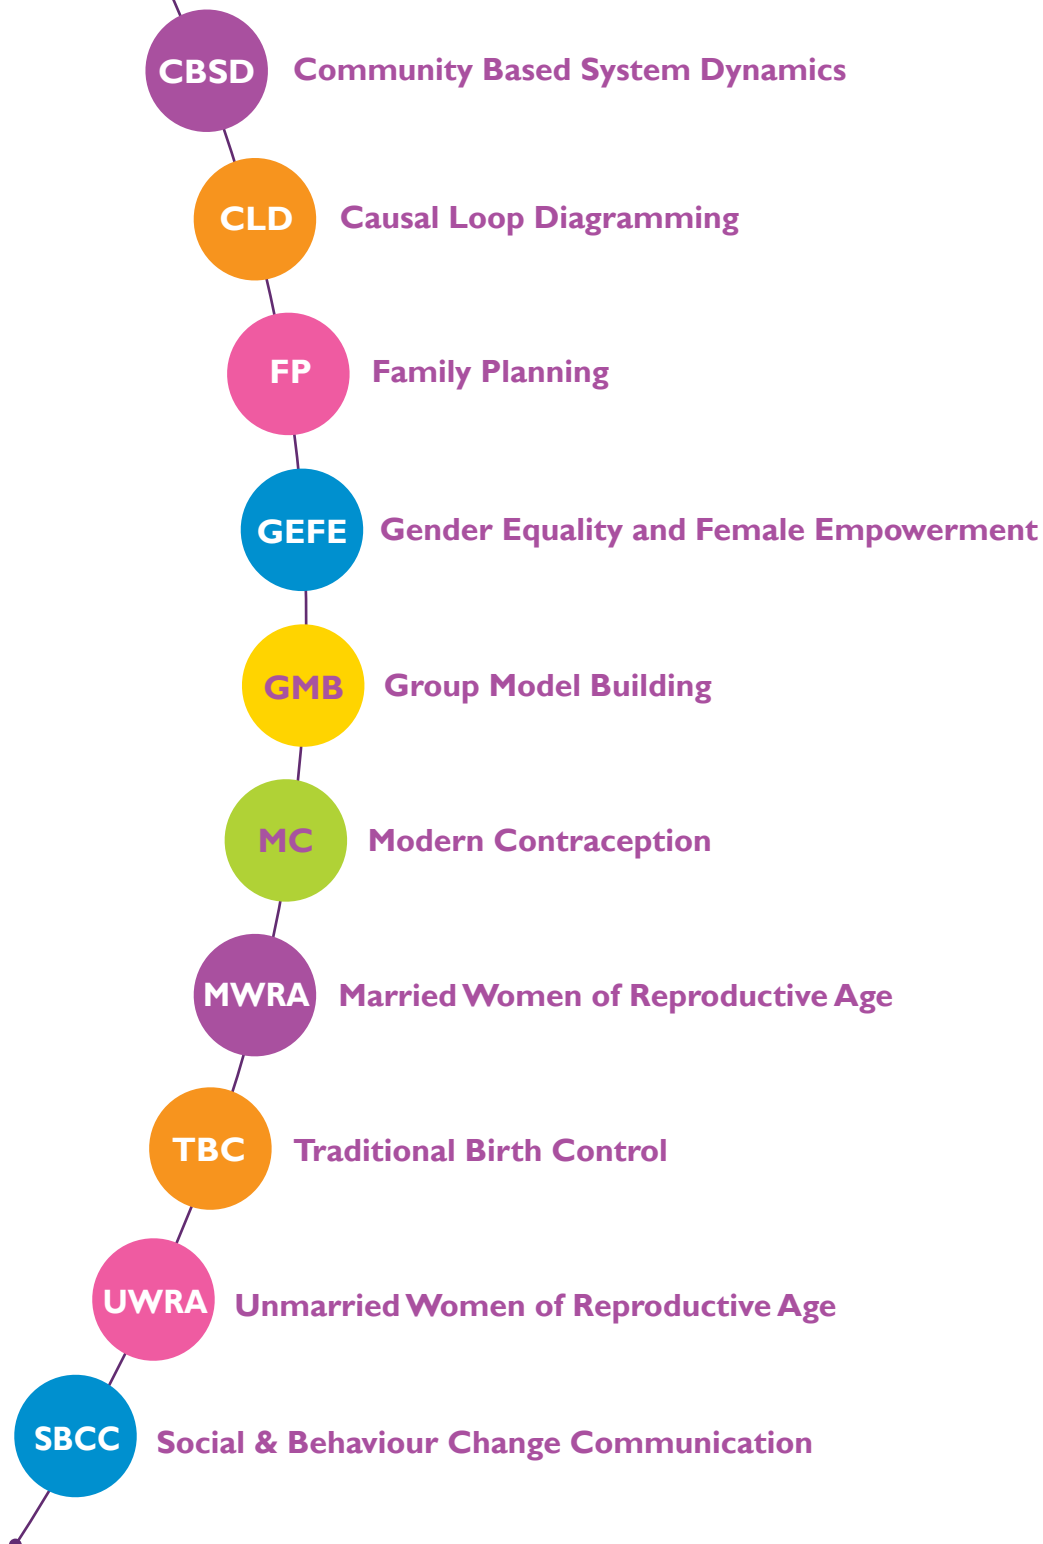 CBSD Community Based System Dynamics
CLD Causal Loop Diagramming
FP Family Planning
GEFE Gender Equality and Female Empowerment
GMB Group Model Building
MC Modern Contraception
MWRA Married Women of Reproductive Age
TBC Traditional Birth Control
UWRA Unmarried Women of Reproductive Age
SBCC Social & Behaviour Change Communication